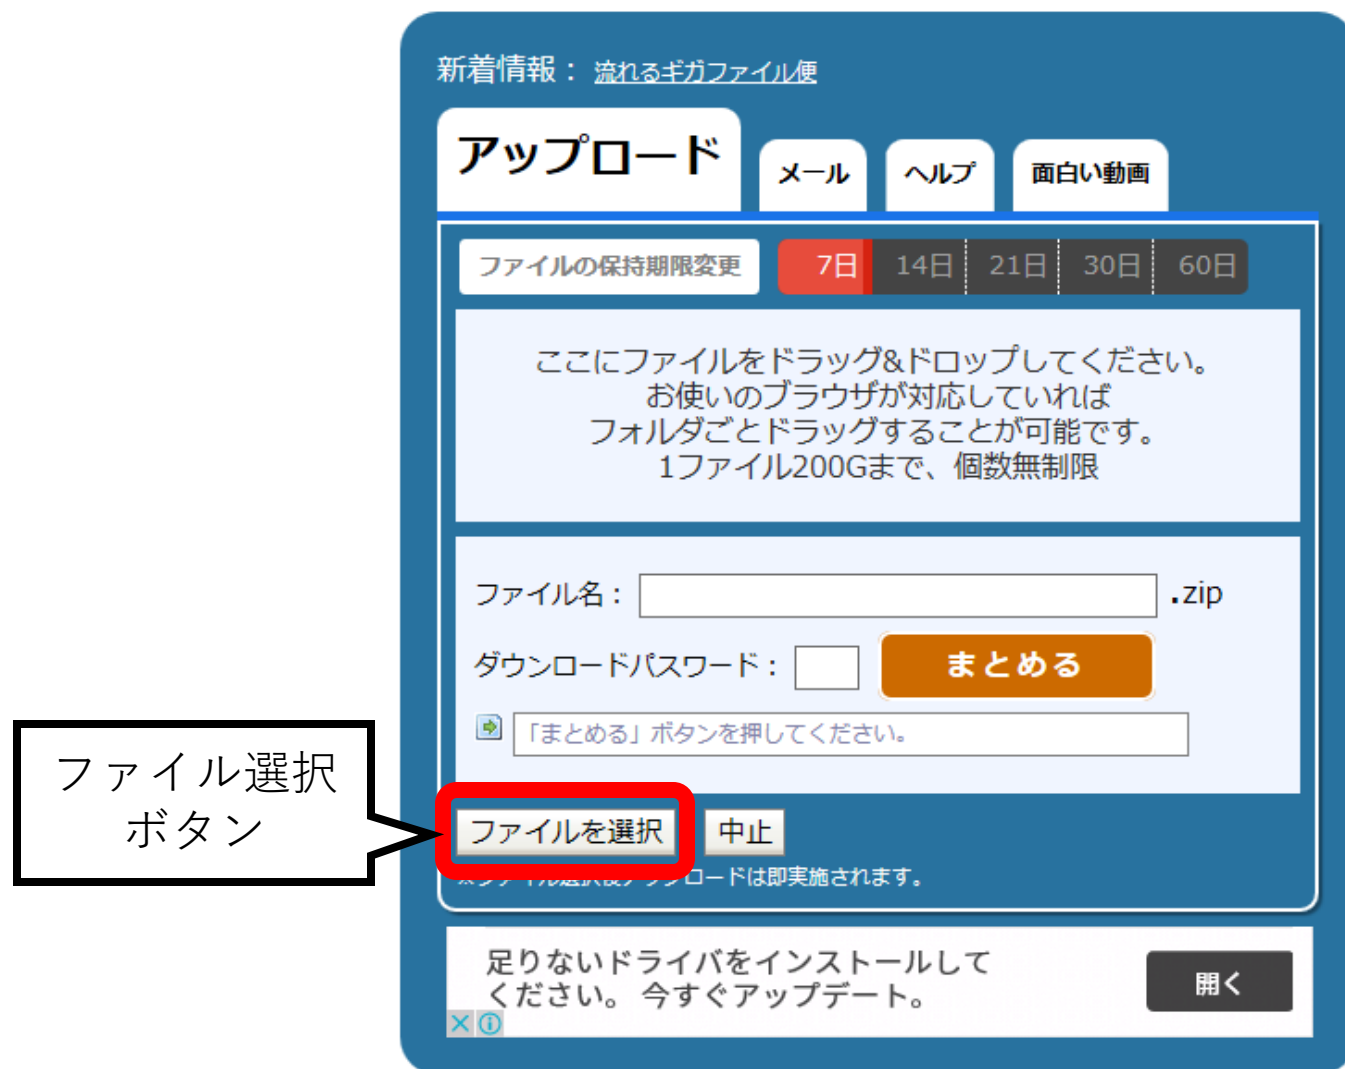 新着情報： 流れるギガファイル便
アップロード メール ヘルプ 面白い動画
ファイルの保持期限変更 7日 14日 21日 30日 60日
ここにファイルをドラッグ&ドロップしてください。
お使いのブラウザが対応していれば
フォルダごとドラッグすることが可能です。
1ファイル200Gまで、個数無制限
ファイル名： .zip
ダウンロードパスワード： まとめる
「まとめる」ボタンを押してください。
ファイル選択
ボタン
ファイルを選択 中止
は即実施されます。
足りないドライバをインストールして
ください。 今すぐアップデート。
開く